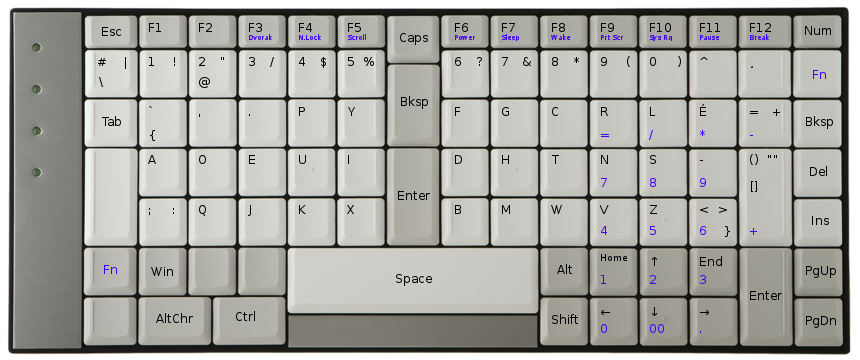 Esc F1 F2 F3 F4 F5 Caps F6 F7 F8 F9 F10 F11 F12 Num
Dvorak N.Lock Scroll Power Sleep Wake Prt Scr Sys Rq Pause Break
# | 1 ! 2 " 3 / 4 $ 5 % 6 ? 7 & 8 * 9 ( 0 ) ^ . Fn
\ @
Bksp
Tab ` , . P Y F G C R L É = + Bksp
{ = / * -
A O E U I Enter D H T N S - () "" Del
7 8 9 []
; : Q J K X B M W V Z < > Ins
4 5 6 } +
Fn Win Space Alt Home ↑ End PgUp
1 2 3
Enter
AltChr Ctrl Shift ← ↓ → PgDn
0 00 .